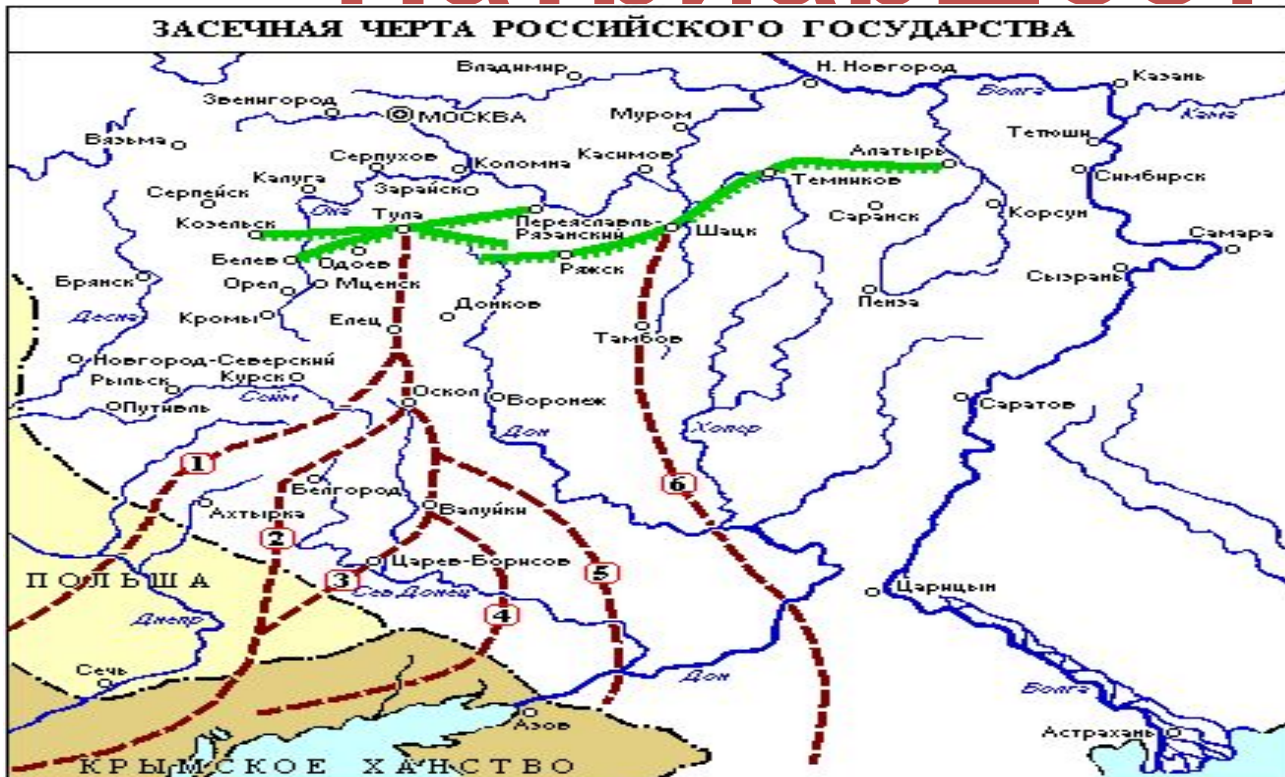 ЗАСЕЧНАЯ ЧЕРТА РОССИЙСКОГО ГОСУДАРСТВА
Владимир
Н. Новгород
Казань
Волга
Кама
Звенигород
МОСКВА
Муром
Тетюши
Вязьма
Серпухов
Коломна
Касимов
Алатырь
Симбирск
Калуга
Зарайск
Темников
Серпейск
Ока
Тула
Переяславль-
Рязанский
Саранск
Корсун
Козельск
Шацк
Самара
Белев
Одоев
Ряжск
Сызрань
Брянск
Орел
Мценск
Пенза
Десна
Кромы
Елец
Донков
Тамбов
Новгород-Северский
Рыльск
Курск
Сейм
Оскол
Воронеж
Саратов
Путивль
Дон
Хопер
1
6
Белгород
Ахтырка
Валуйки
2
Царев-Борисов
5
ПОЛЬША
3
Сев Донец
Царицын
Днепр
4
Сечь
Дон
Волга
Азов
Астрахань
КРЫМСКОЕ ХАНСТВО